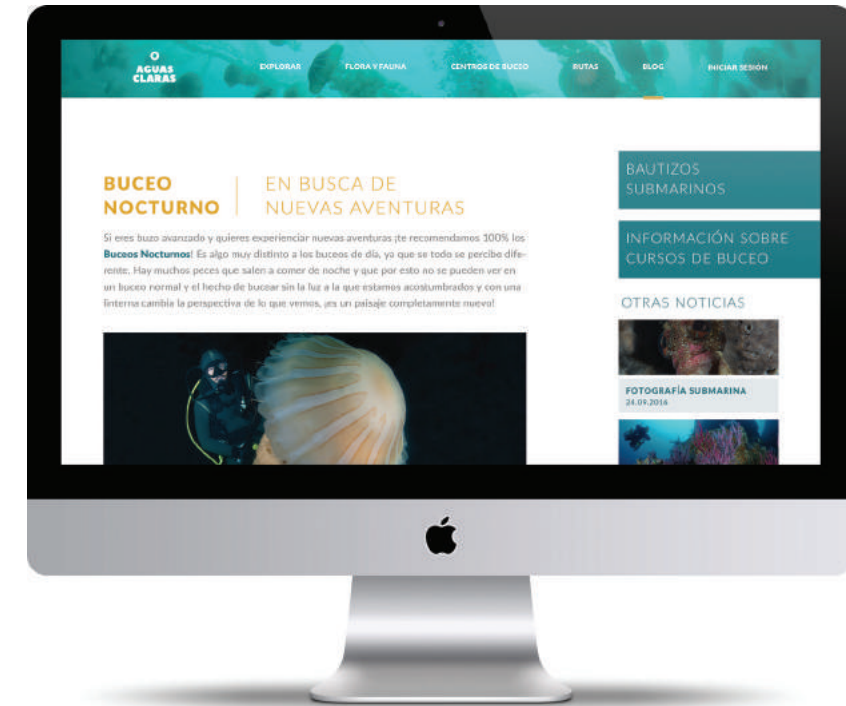 AGUAS
CLARAS
EXPLORAR
FLORA Y FAUNA
CENTROS DE BUCEO
RUTAS
BLOG
INICIAR SESIÓN
BUCEO
NOCTURNO
EN BUSCA DE
NUEVAS AVENTURAS
Si eres buzo avanzado y quieres experienciar nuevas aventuras ¡te recomendamos 100% los
Buceos Nocturnos! Es algo muy distinto a los buceos de día, ya que se todo se percibe dife-
rente. Hay muchos peces que salen a comer de noche y que por esto no se pueden ver en
un buceo normal y el hecho de bucear sin la luz a la que estamos acostumbrados y con una
linterna cambia la perspectiva de lo que vemos, ¡es un paisaje completamente nuevo!
BAUTIZOS
SUBMARINOS
INFORMACIÓN SOBRE
CURSOS DE BUCEO
OTRAS NOTICIAS
FOTOGRAFÍA SUBMARINA
24.09.2016